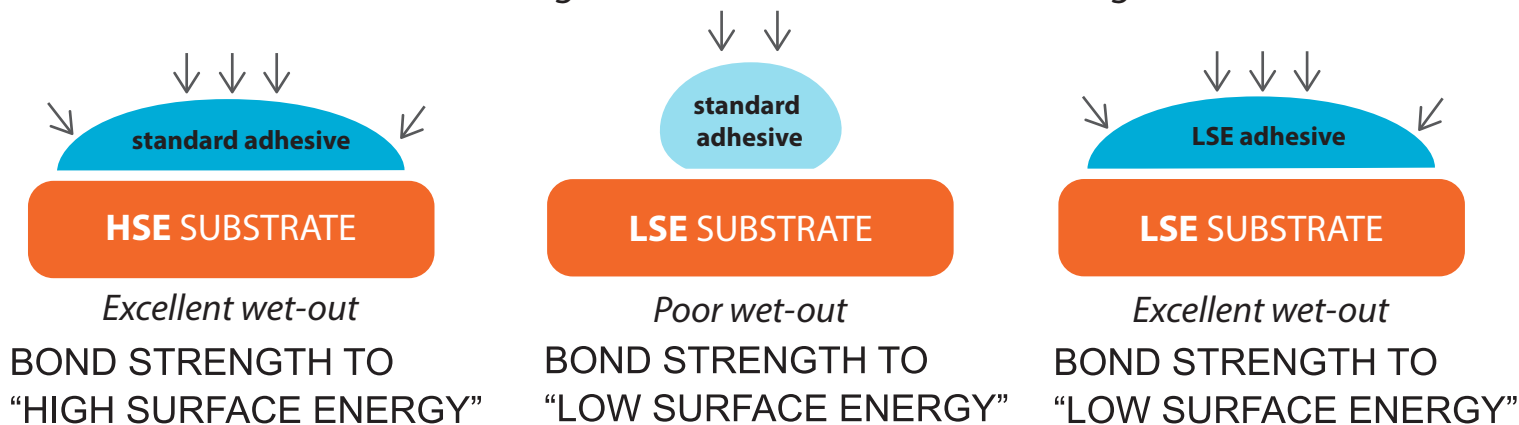 standard adhesive
HSE SUBSTRATE
Excellent wet-out
BOND STRENGTH TO
“HIGH SURFACE ENERGY”
standard
adhesive
LSE SUBSTRATE
Poor wet-out
BOND STRENGTH TO
“LOW SURFACE ENERGY”
LSE adhesive
LSE SUBSTRATE
Excellent wet-out
BOND STRENGTH TO
“LOW SURFACE ENERGY”